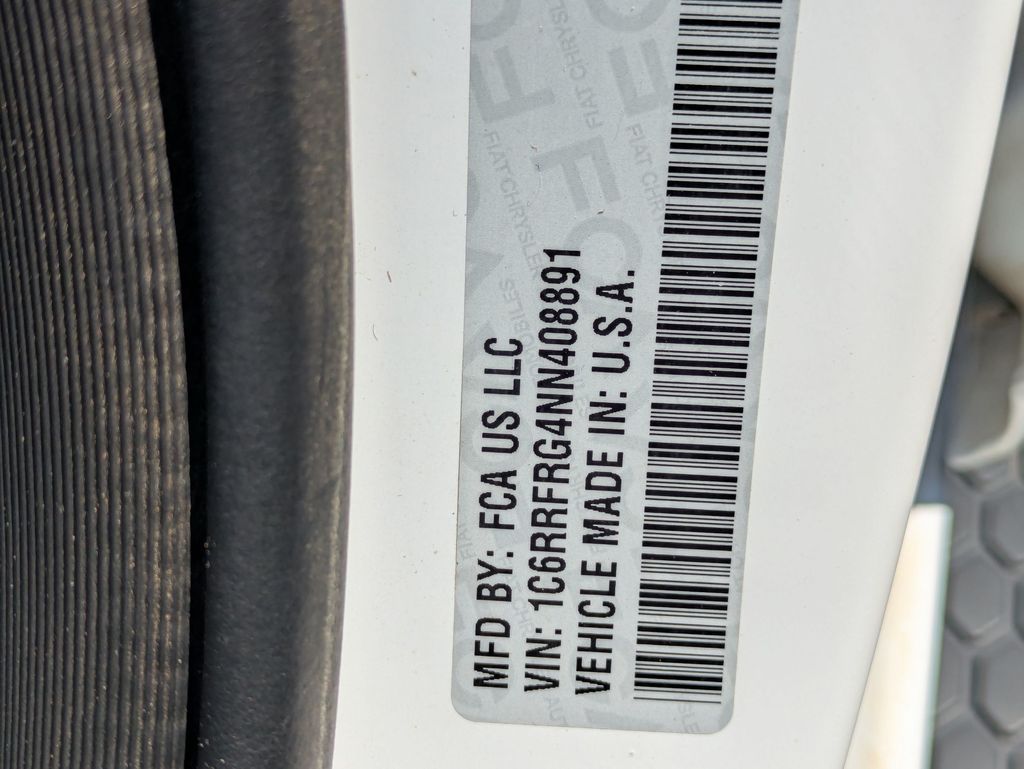 MFD BY: FCA US LLC
VIN: 1C6RRFRG4NN408891
VEHICLE MADE IN: U.S.A.